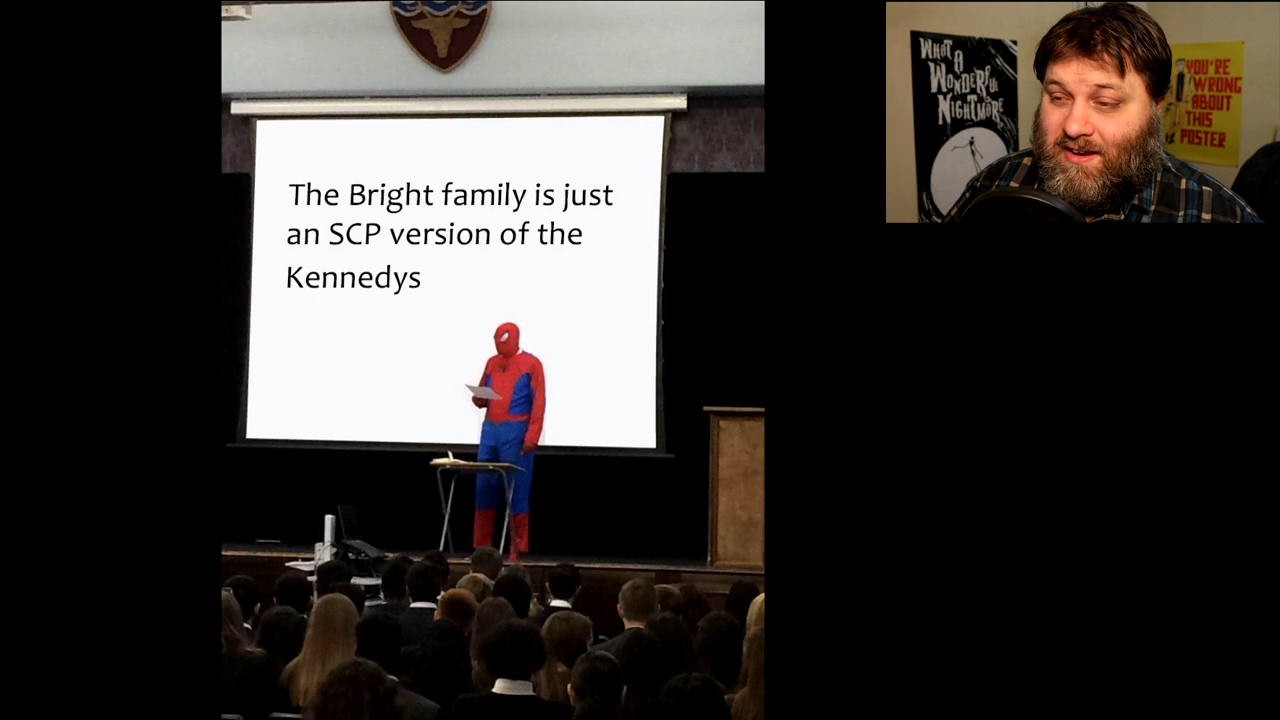 The Bright family is just
an SCP version of the
Kennedys
WHAT
A
WONDERFUL
NIGHTMARE
YOU'RE
WRONG
ABOUT
THIS
POSTER